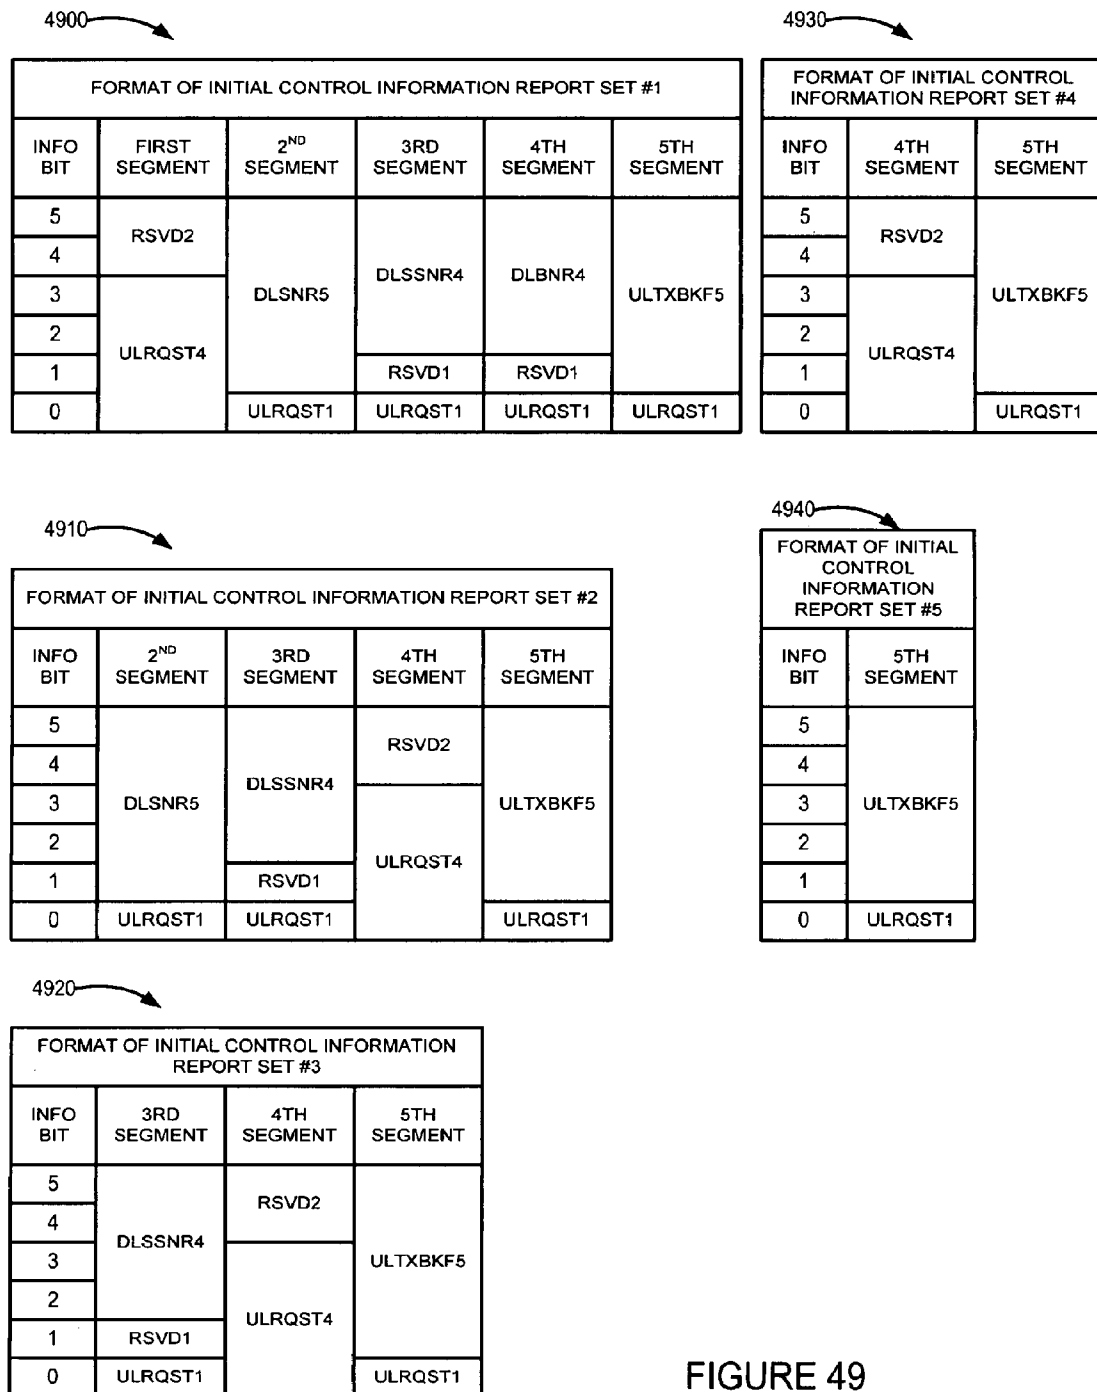 4900
FORMAT OF INITIAL CONTROL INFORMATION REPORT SET #1
INFO BIT
FIRST SEGMENT
2ND SEGMENT
3RD SEGMENT
4TH SEGMENT
5TH SEGMENT
5
4
3
2
1
0
RSVD2
ULRQST4
DLSNR5
ULRQST1
DLSSNR4
RSVD1
ULRQST1
DLBNR4
RSVD1
ULRQST1
ULTXBKF5
ULRQST1
4930
FORMAT OF INITIAL CONTROL
INFORMATION REPORT SET #4
INFO BIT
4TH SEGMENT
5TH SEGMENT
5
4
3
2
1
0
RSVD2
ULRQST4
ULTXBKF5
ULRQST1
4910
FORMAT OF INITIAL CONTROL INFORMATION REPORT SET #2
INFO BIT
2ND SEGMENT
3RD SEGMENT
4TH SEGMENT
5TH SEGMENT
5
4
3
2
1
0
DLSNR5
ULRQST1
DLSSNR4
RSVD1
ULRQST1
RSVD2
ULRQST4
ULTXBKF5
ULRQST1
4940
FORMAT OF INITIAL
CONTROL
INFORMATION
REPORT SET #5
INFO BIT
5TH SEGMENT
5
4
3
2
1
0
ULTXBKF5
ULRQST1
4920
FORMAT OF INITIAL CONTROL INFORMATION
REPORT SET #3
INFO BIT
3RD SEGMENT
4TH SEGMENT
5TH SEGMENT
5
4
3
2
1
0
DLSSNR4
RSVD1
ULRQST1
RSVD2
ULRQST4
ULTXBKF5
ULRQST1
FIGURE 49